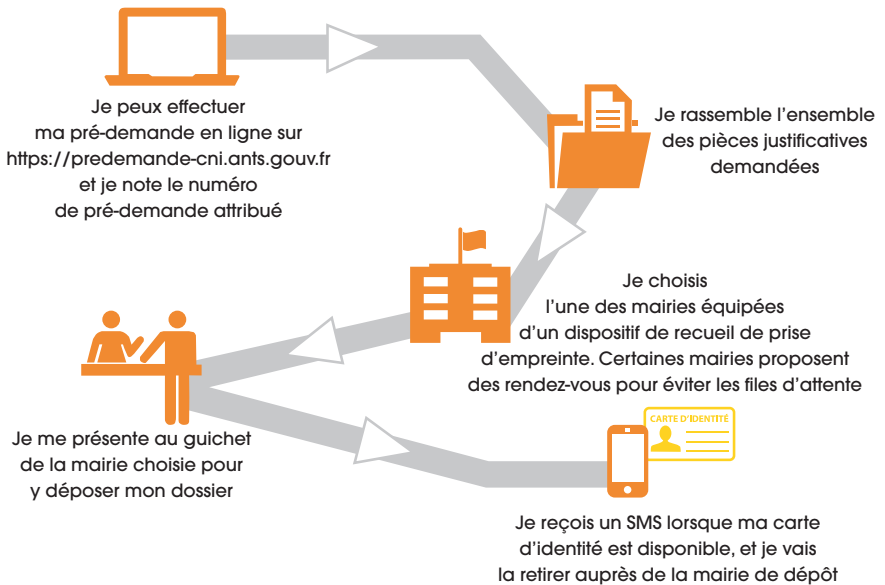 Je peux effectuer
ma pré-demande en ligne sur
https://predemande-cni.ants.gouv.fr
et je note le numéro
de pré-demande attribué
Je rassemble l’ensemble
des pièces justificatives
demandées
Je choisis
l’une des mairies équipées
d’un dispositif de recueil de prise
d’empreinte. Certaines mairies proposent
des rendez-vous pour éviter les files d’attente
Je me présente au guichet
de la mairie choisie pour
y déposer mon dossier
CARTE D’IDENTITÉ
Je reçois un SMS lorsque ma carte
d’identité est disponible, et je vais
la retirer auprès de la mairie de dépôt